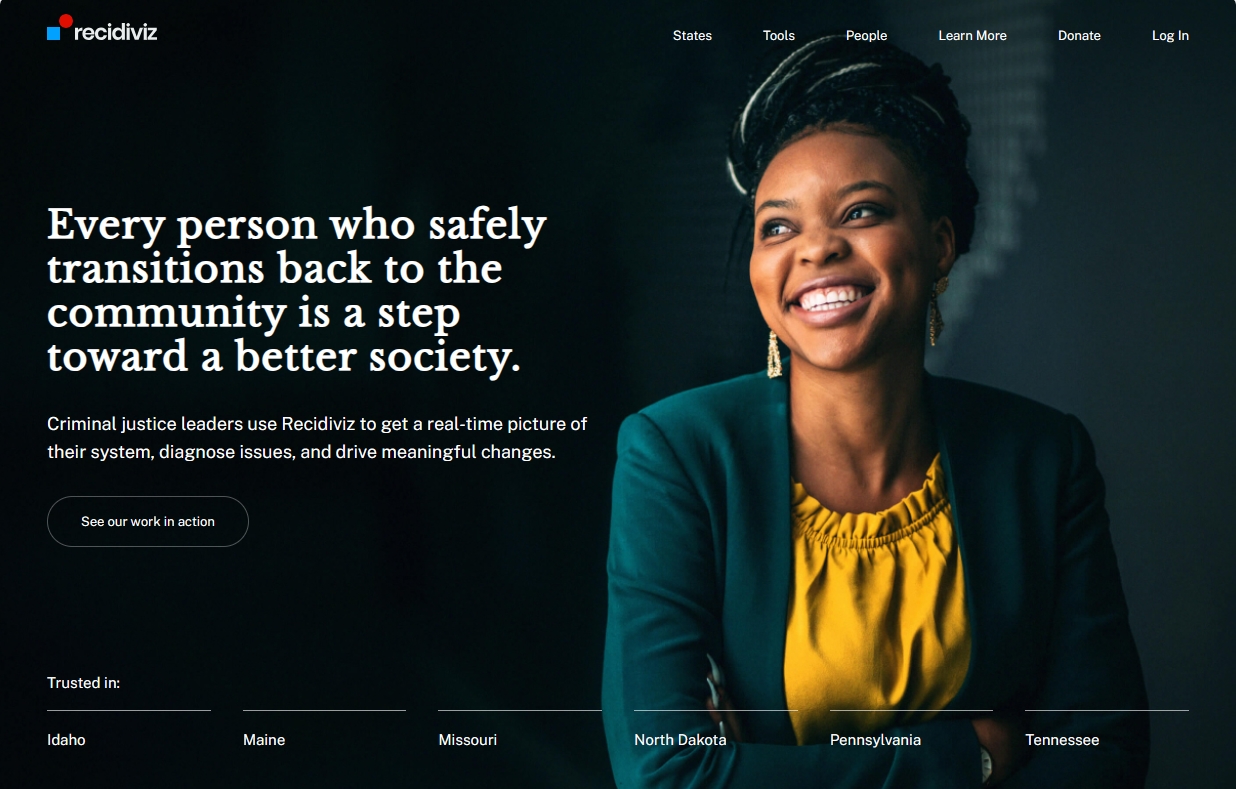 recidiviz
States Tools People Learn More Donate Log In
Every person who safely
transitions back to the
community is a step
toward a better society.
Criminal justice leaders use Recidiviz to get a real-time picture of
their system, diagnose issues, and drive meaningful changes.
See our work in action
Trusted in:
Idaho Maine Missouri North Dakota Pennsylvania Tennessee